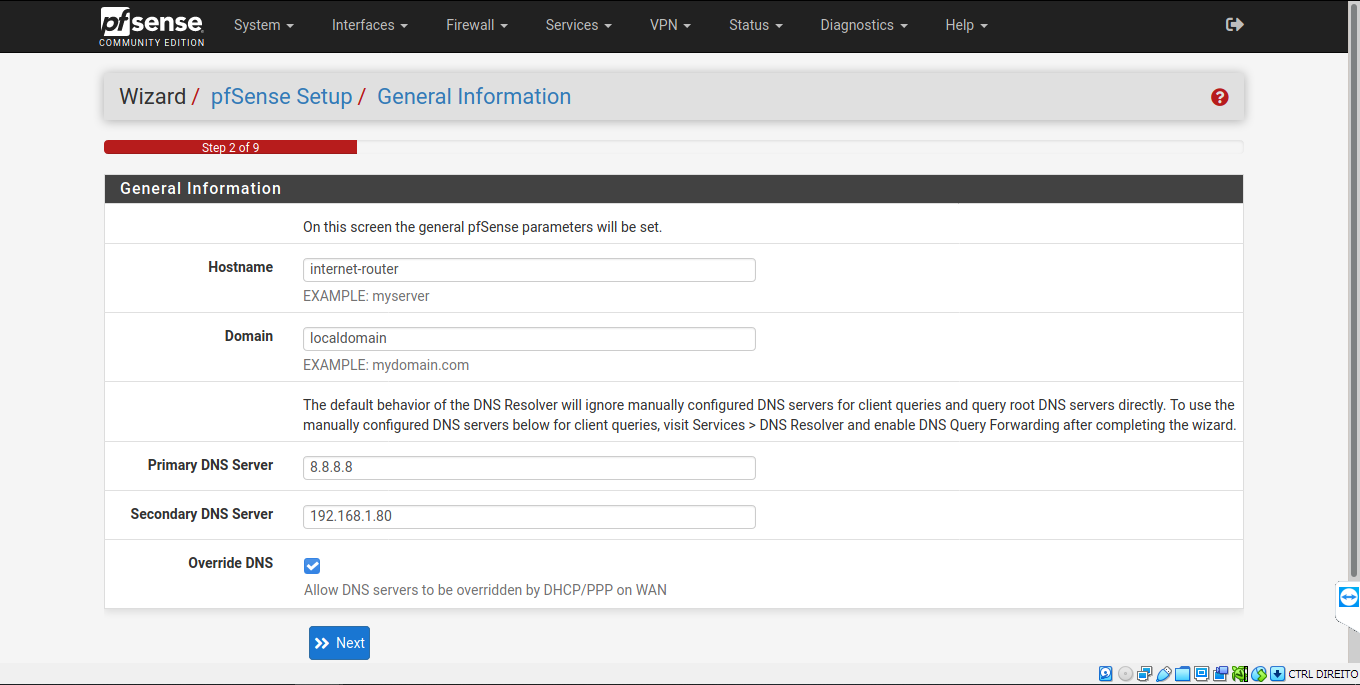 pfsense
COMMUNITY EDITION
System Interfaces Firewall Services VPN Status Diagnostics Help
Wizard / pfSense Setup / General Information
Step 2 of 9
General Information
On this screen the general pfSense parameters will be set.
Hostname
internet-router
EXAMPLE: myserver
Domain
localdomain
EXAMPLE: mydomain.com
The default behavior of the DNS Resolver will ignore manually configured DNS servers for client queries and query root DNS servers directly. To use the
manually configured DNS servers below for client queries, visit Services > DNS Resolver and enable DNS Query Forwarding after completing the wizard.
Primary DNS Server
8.8.8.8
Secondary DNS Server
192.168.1.80
Override DNS
Allow DNS servers to be overridden by DHCP/PPP on WAN
Next
CTRL DIREITO